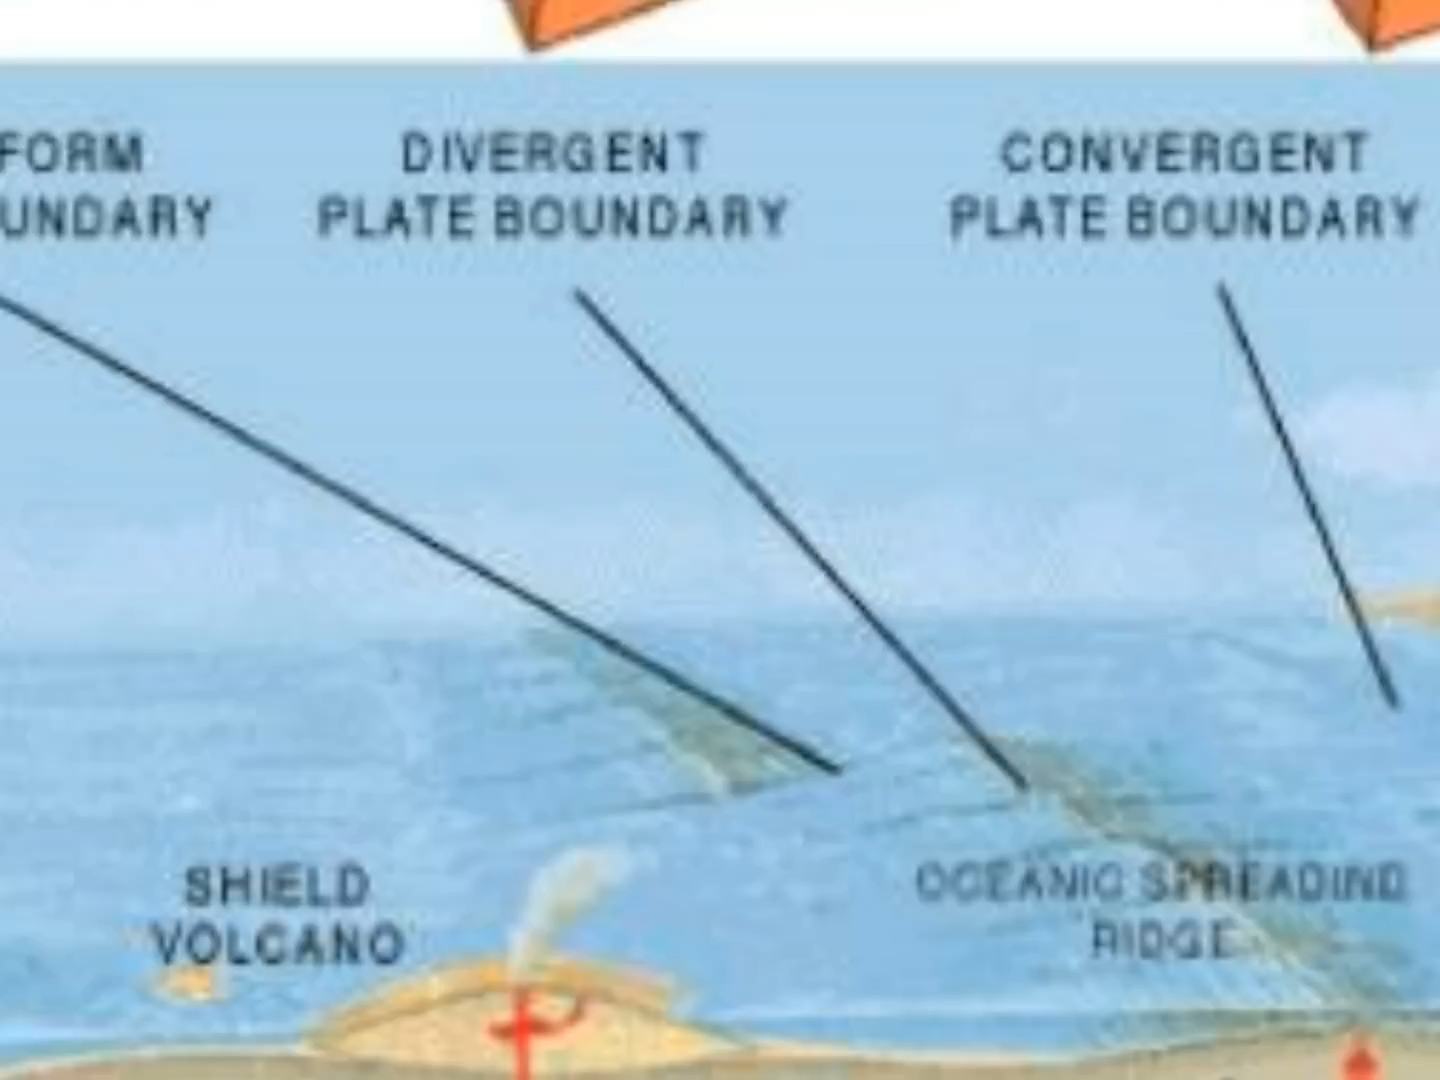 FORM
UNDARY
DIVERGENT
PLATE BOUNDARY
CONVERGENT
PLATE BOUNDARY
SHIELD
VOLCANO
OCEANIC SPREADING
RIDGE